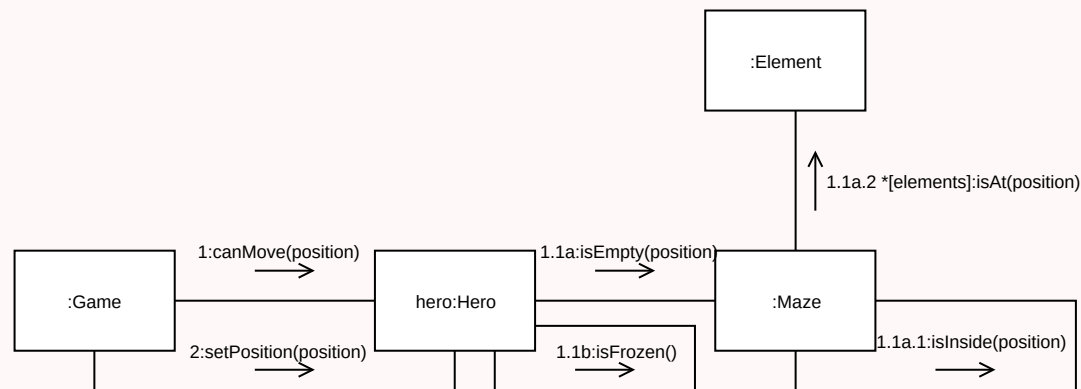 :Element
1.1a.2 *[elements]:isAt(position)
1:canMove(position)
1.1a:isEmpty(position)
:Game
hero:Hero
:Maze
2:setPosition(position)
1.1b:isFrozen()
1.1a.1:isInside(position)